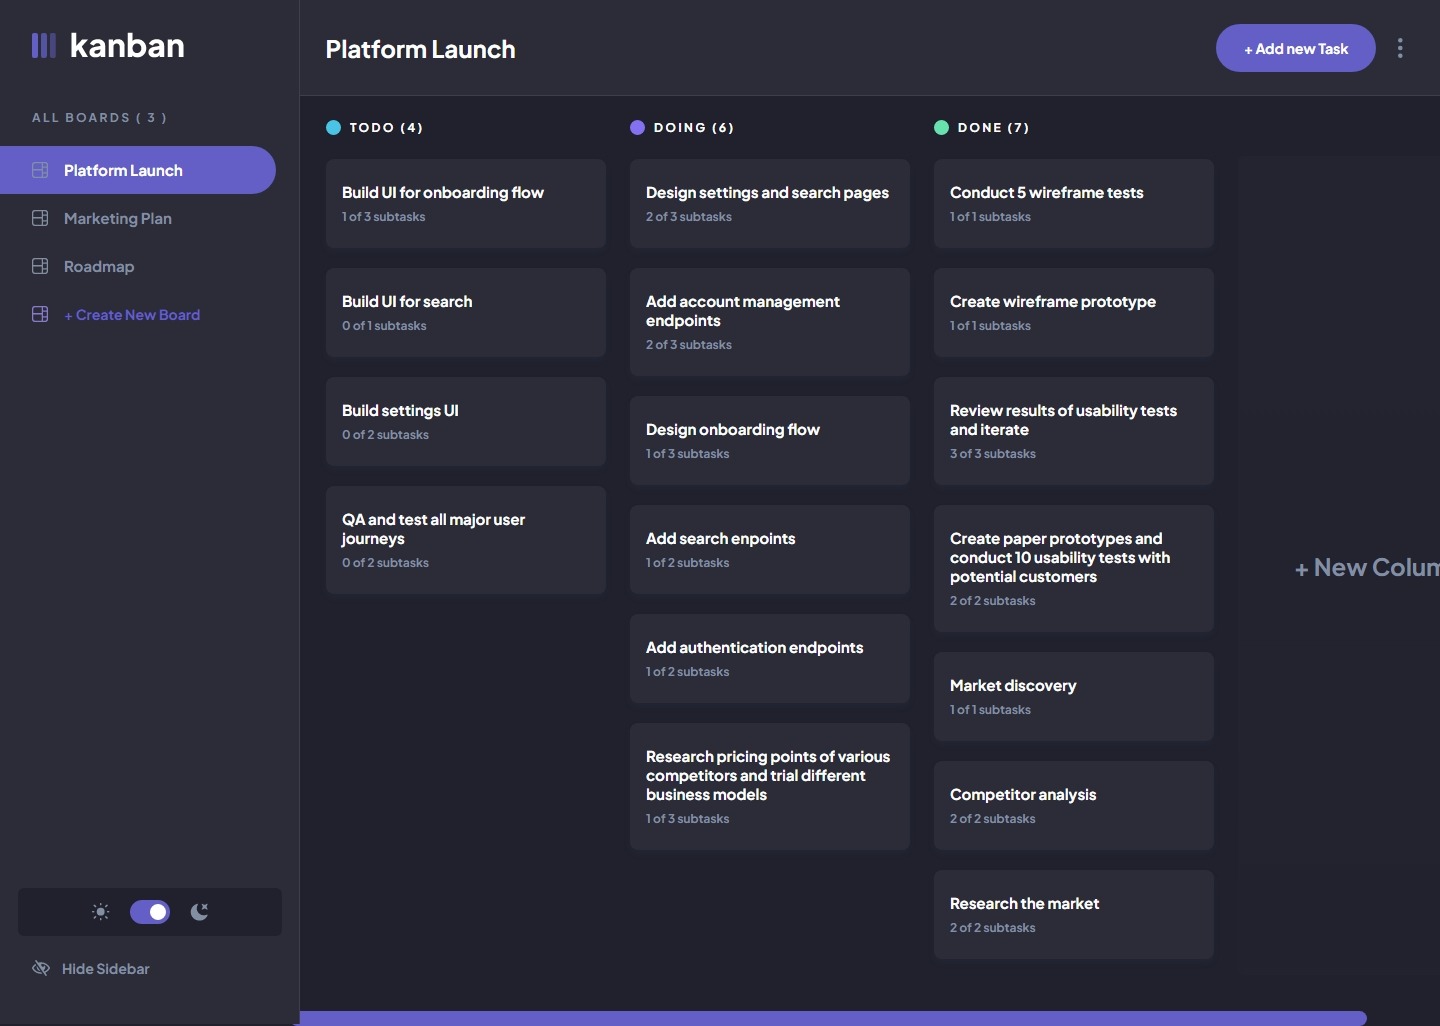 kanban
ALL BOARDS ( 3 )
Platform Launch
Marketing Plan
Roadmap
+ Create New Board
Hide Sidebar
Platform Launch
+ Add new Task
TODO (4)
Build UI for onboarding flow
1 of 3 subtasks
Build UI for search
0 of 1 subtasks
Build settings UI
0 of 2 subtasks
QA and test all major user
journeys
0 of 2 subtasks
DOING (6)
Design settings and search pages
2 of 3 subtasks
Add account management
endpoints
2 of 3 subtasks
Design onboarding flow
1 of 3 subtasks
Add search enpoints
1 of 2 subtasks
Add authentication endpoints
1 of 2 subtasks
Research pricing points of various
competitors and trial different
business models
1 of 3 subtasks
DONE (7)
Conduct 5 wireframe tests
1 of 1 subtasks
Create wireframe prototype
1 of 1 subtasks
Review results of usability tests
and iterate
3 of 3 subtasks
Create paper prototypes and
conduct 10 usability tests with
potential customers
2 of 2 subtasks
Market discovery
1 of 1 subtasks
Competitor analysis
2 of 2 subtasks
Research the market
2 of 2 subtasks
+ New Colum